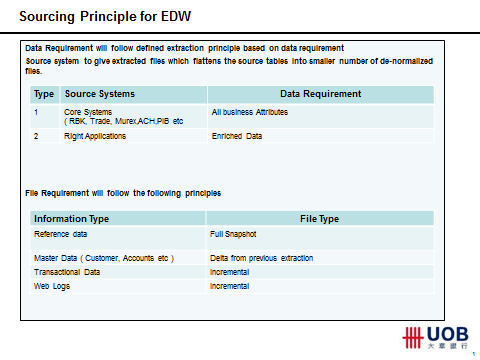 Sourcing Principle for EDW
Data Requirement will follow defined extraction principle based on data requirement
Source system to give extracted files which flattens the source tables into smaller number of de-normalized
files.
Type Source Systems Data Requirement
1 Core Systems All business Attributes
( RBK, Trade, Murex,ACH,PIB etc
2 Right Applications Enriched Data
File Requirement will follow the following principles
Information Type File Type
Reference data Full Snapshot
Master Data ( Customer, Accounts etc ) Delta from previous extraction
Transactional Data Incremental
Web Logs Incremental
UOB
大華銀行
1